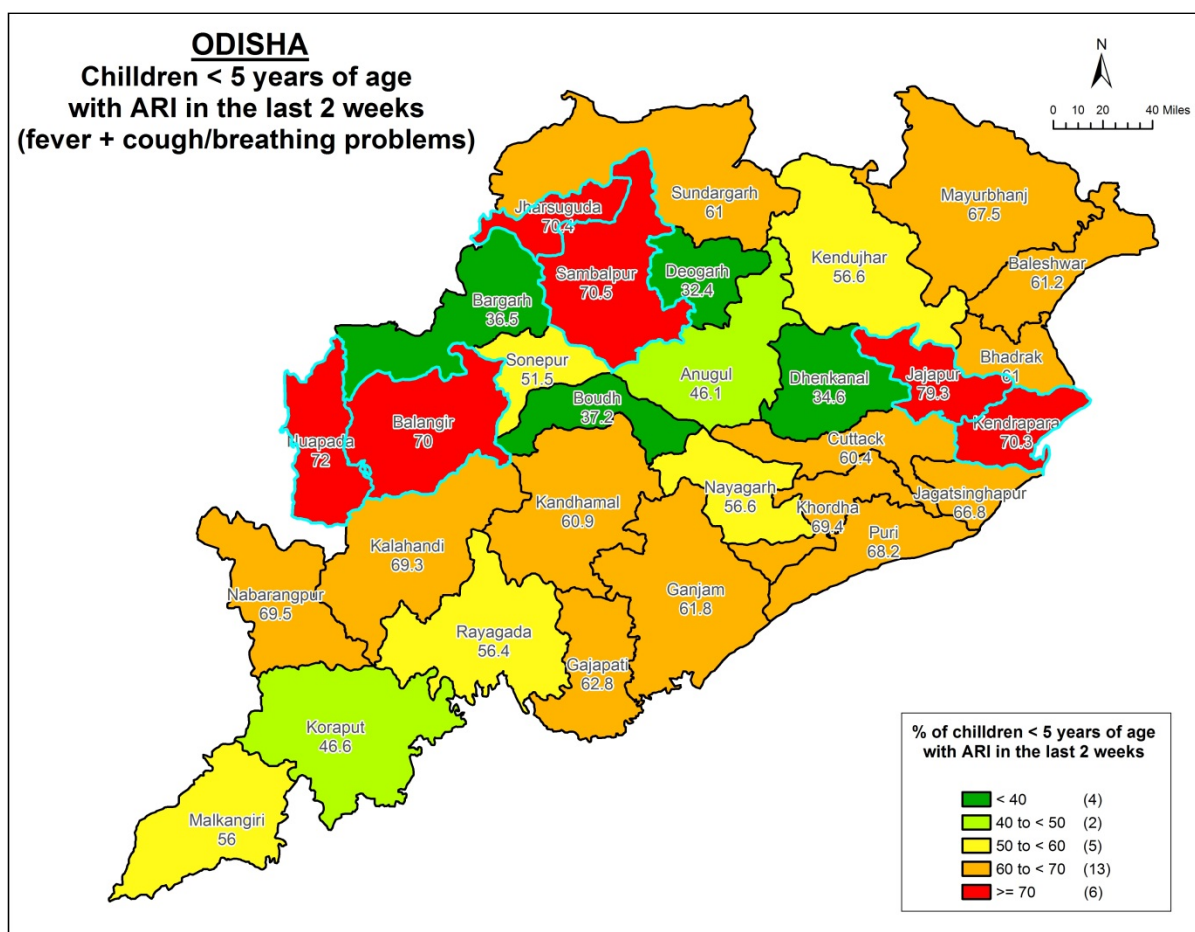 ODISHA
Chilldren < 5 years of age
with ARI in the last 2 weeks
(fever + cough/breathing problems)
N
0 10 20 40 Miles
Sundargarh
61
Mayurbhanj
67.5
Jharsuguda
70.4
Kendujhar
56.6
Baleshwar
61.2
Deogarh
32.4
Sambalpur
70.5
Bargarh
36.5
Bhadrak
61
Sonepur
51.5
Anugul
46.1
Dhenkanal
34.6
Jajapur
79.3
Boudh
37.2
Balangir
70
Nuapada
72
Kendrapara
70.3
Cuttack
60.4
Nayagarh
56.6
Jagatsinghapur
66.8
Kandhamal
60.9
Khordha
69.4
Puri
68.2
Kalahandi
69.3
Nabarangpur
69.5
Ganjam
61.8
Rayagada
56.4
Gajapati
62.8
Koraput
46.6
Malkangiri
56
% of chilldren < 5 years of age
with ARI in the last 2 weeks
< 40 (4)
40 to < 50 (2)
50 to < 60 (5)
60 to < 70 (13)
>= 70 (6)